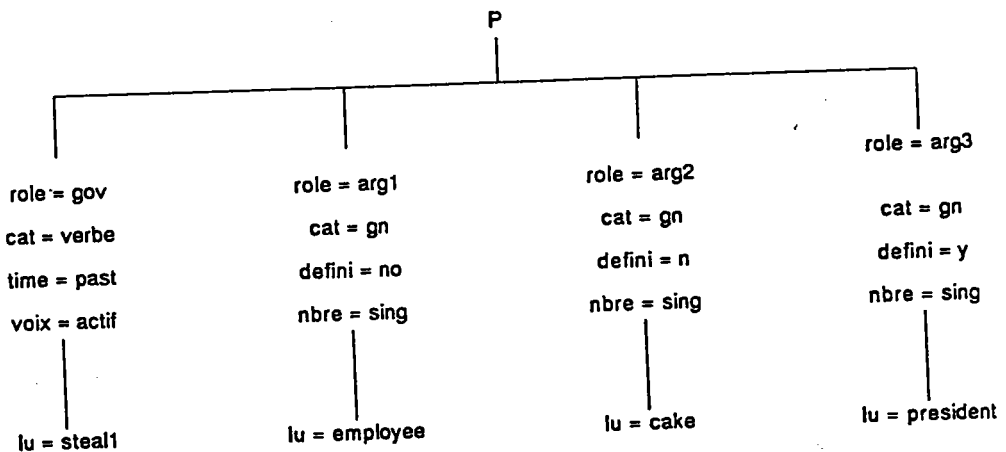 P
role = gov
cat = verbe
time = past
voix = actif
lu = steal1
role = arg1
cat = gn
defini = no
nbre = sing
lu = employee
role = arg2
cat = gn
defini = n
nbre = sing
lu = cake
role = arg3
cat = gn
defini = y
nbre = sing
lu = president